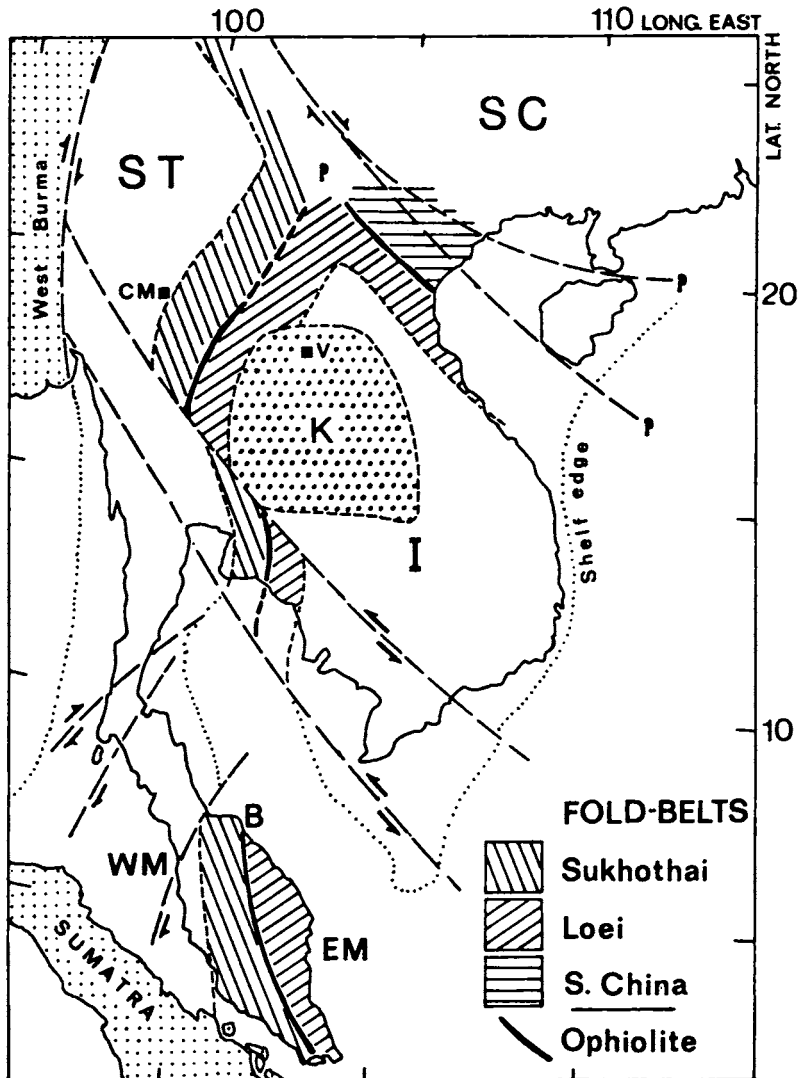 100
110 LONG. EAST
LAT. NORTH
SC
ST
?
West Burma
CM
20
?
V
K
?
Shelf edge
I
10
B
FOLD-BELTS
WM
Sukhothai
SUMATRA
Loei
EM
S. China
Ophiolite